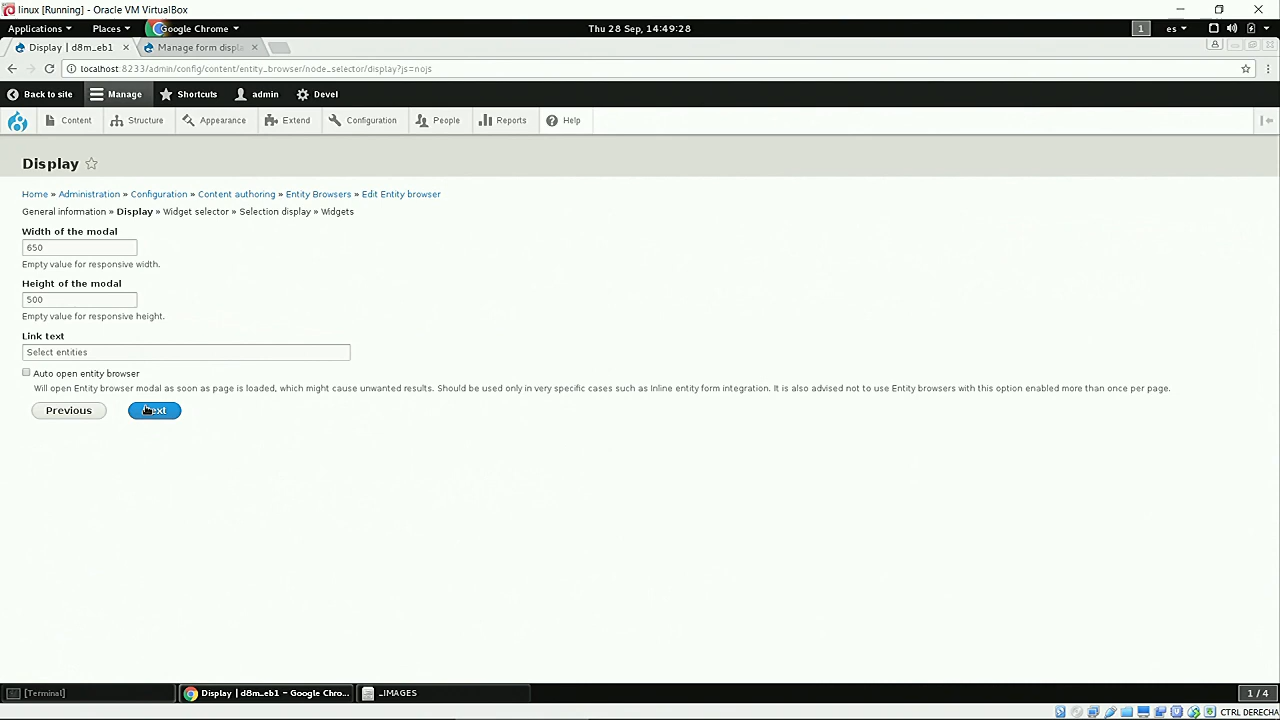 linux [Running] - Oracle VM VirtualBox
Applications Places Google Chrome Thu 28 Sep, 14:49:28 1 es
Display | d8m_eb1 Manage form displ
localhost:8233/admin/config/content/entity_browser/node_selector/display?js=nojs
Back to site Manage Shortcuts admin Devel
Content Structure Appearance Extend Configuration People Reports Help
Display
Home » Administration » Configuration » Content authoring » Entity Browsers » Edit Entity browser
General information » Display » Widget selector » Selection display » Widgets
Width of the modal
650
Empty value for responsive width.
Height of the modal
500
Empty value for responsive height.
Link text
Select entities
Auto open entity browser
Will open Entity browser modal as soon as page is loaded, which might cause unwanted results. Should be used only in very specific cases such as Inline entity form integration. It is also advised not to use Entity browsers with this option enabled more than once per page.
Previous Next
[Terminal] Display | d8m_eb1 - Google Chro... _IMAGES 1 / 4
CTRL DERECHA